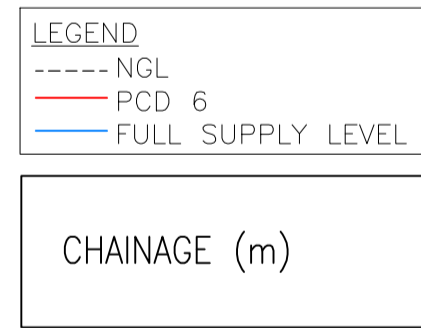 LEGEND
NGL
PCD 6
FULL SUPPLY LEVEL
CHAINAGE (m)